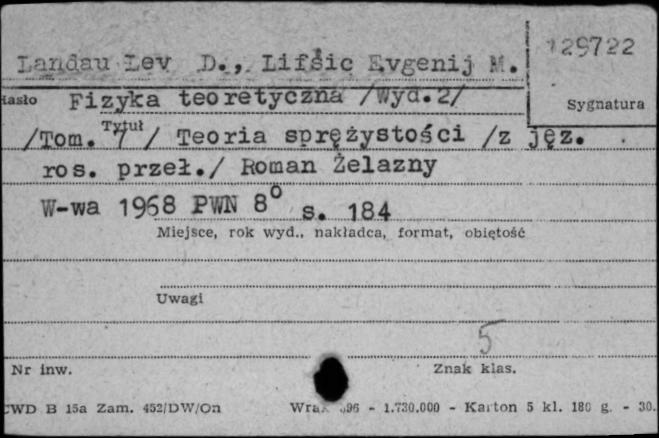 129722
Landau Lev D., Lifšic Evgenij M.
Hasło Fizyka teoretyczna /Wyd.2/
Sygnatura
Tytuł
/Tom. 7 / Teoria sprężystości /z jęz.
ros. przeł./ Roman Żelazny
W-wa 1968 PWN 8° s. 184
Miejsce, rok wyd., nakładca, format, objętość
Uwagi
5
Nr inw. Znak klas.
CWD B 15a Zam. 452/DW/On 96 - 1.730.000 - Karton 5 kl. 180 g. - 30.